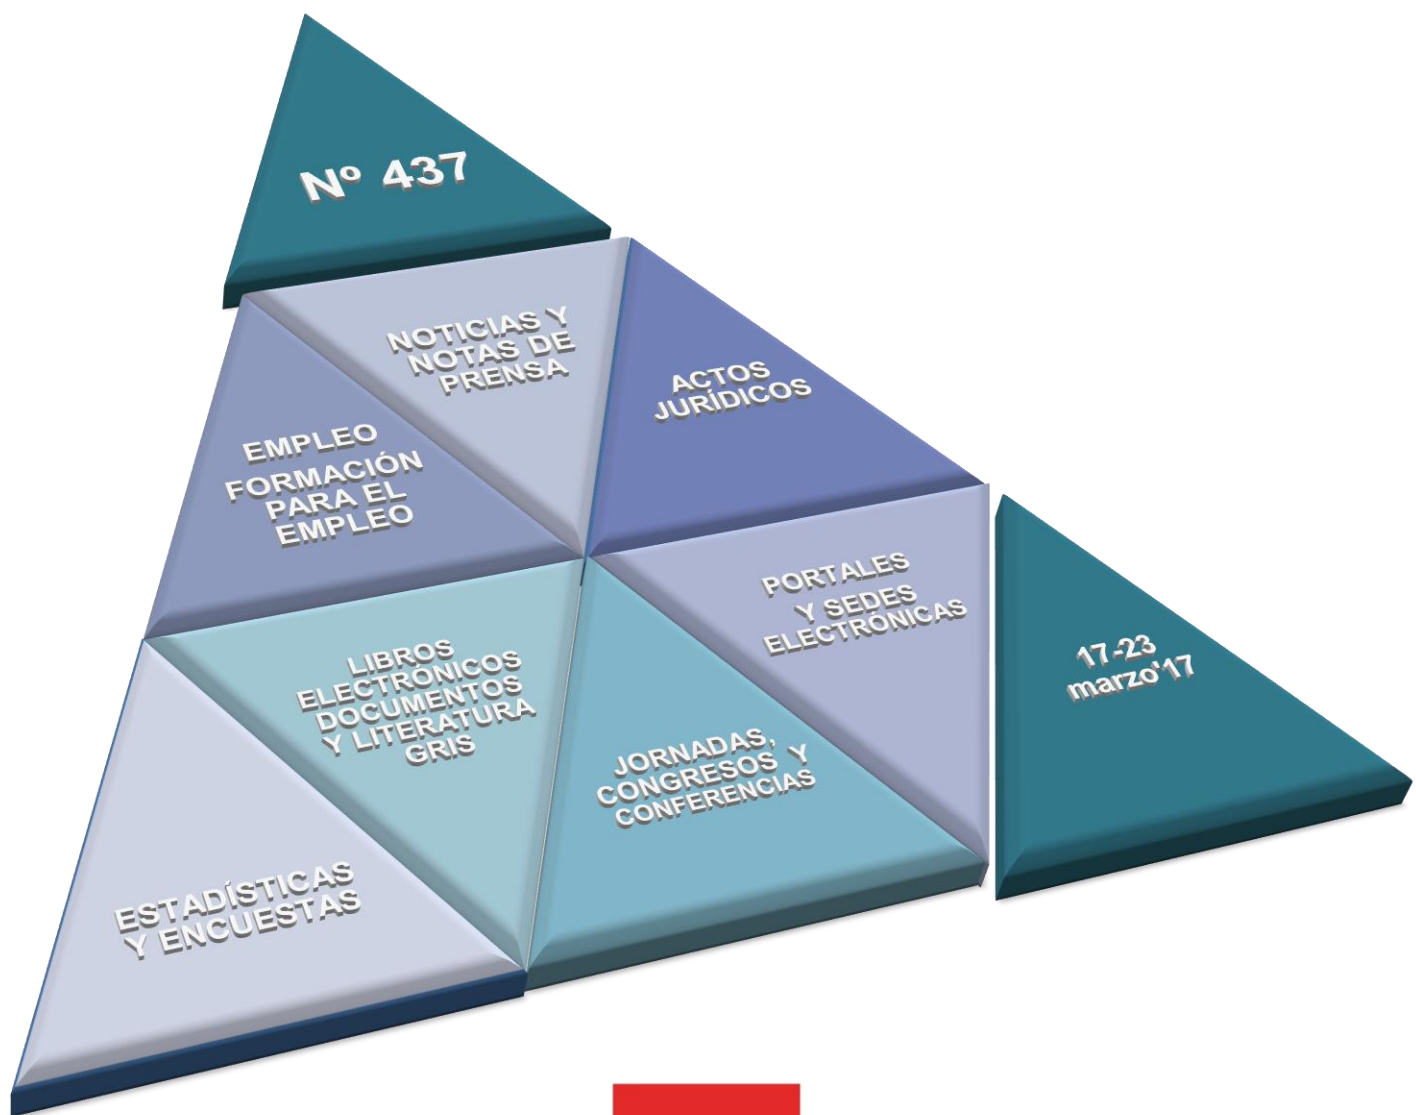 Nº 437
NOTICIAS Y
NOTAS DE
PRENSA
ACTOS
JURÍDICOS
EMPLEO
FORMACIÓN
PARA EL
EMPLEO
PORTALES
Y SEDES
ELECTRÓNICAS
17-23
marzo'17
LIBROS
ELECTRÓNICOS
DOCUMENTOS
Y LITERATURA
GRIS
JORNADAS,
CONGRESOS Y
CONFERENCIAS
ESTADÍSTICAS
Y ENCUESTAS